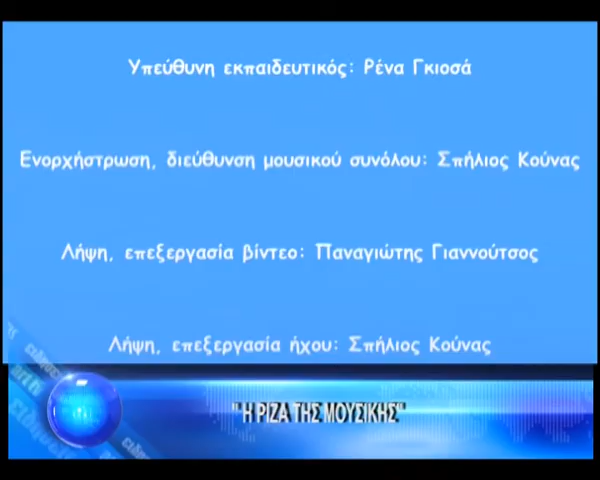 Υπεύθυνη εκπαιδευτικός: Ρένα Γκιοσά
Ενορχήστρωση, διεύθυνση μουσικού συνόλου: Σπήλιος Κούνας
Λήψη, επεξεργασία βίντεο: Παναγιώτης Γιαννούτσος
Λήψη, επεξεργασία ήχου: Σπήλιος Κούνας
"Η ΡΙΖΑ ΤΗΣ ΜΟΥΣΙΚΗΣ"